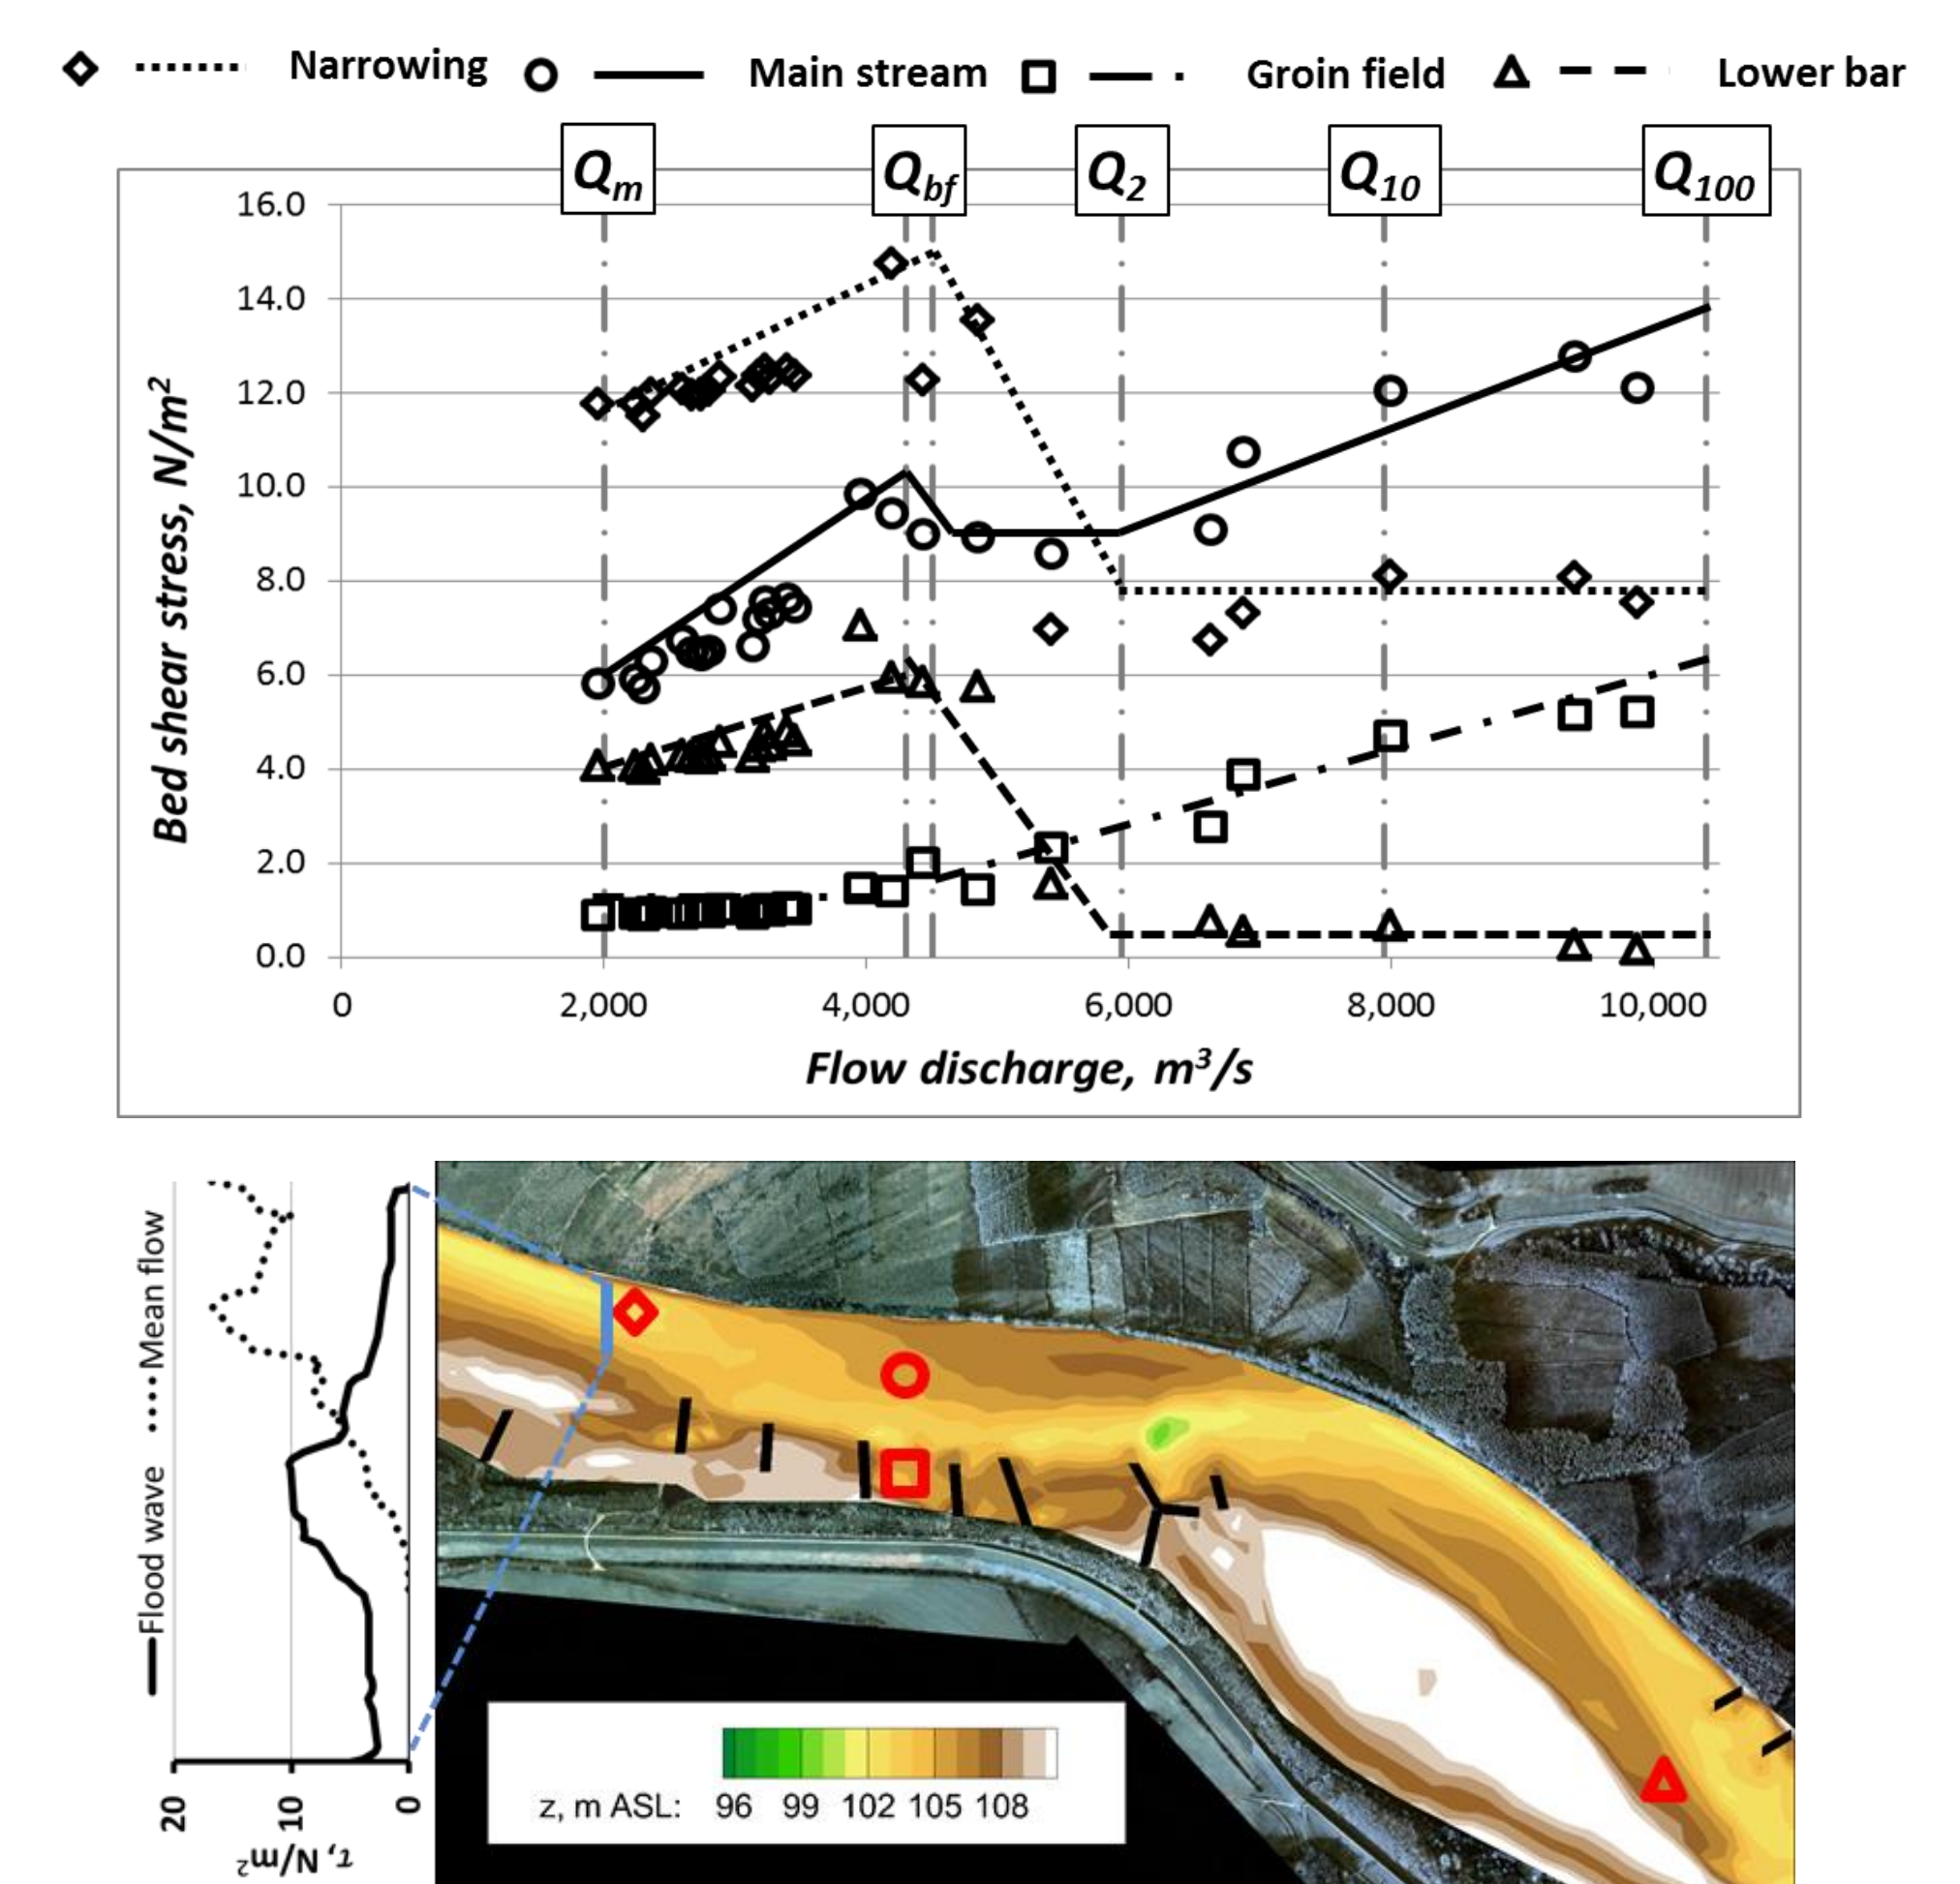 Narrowing Main stream Groin field Lower bar
Qm Qbf Q2 Q10 Q100
16.0
14.0
12.0
10.0
8.0
6.0
4.0
2.0
0.0
Bed shear stress, N/m²
0 2,000 4,000 6,000 8,000 10,000
Flow discharge, m³/s
Flood wave Mean flow
20 10 0
τ, N/m²
z, m ASL: 96 99 102 105 108